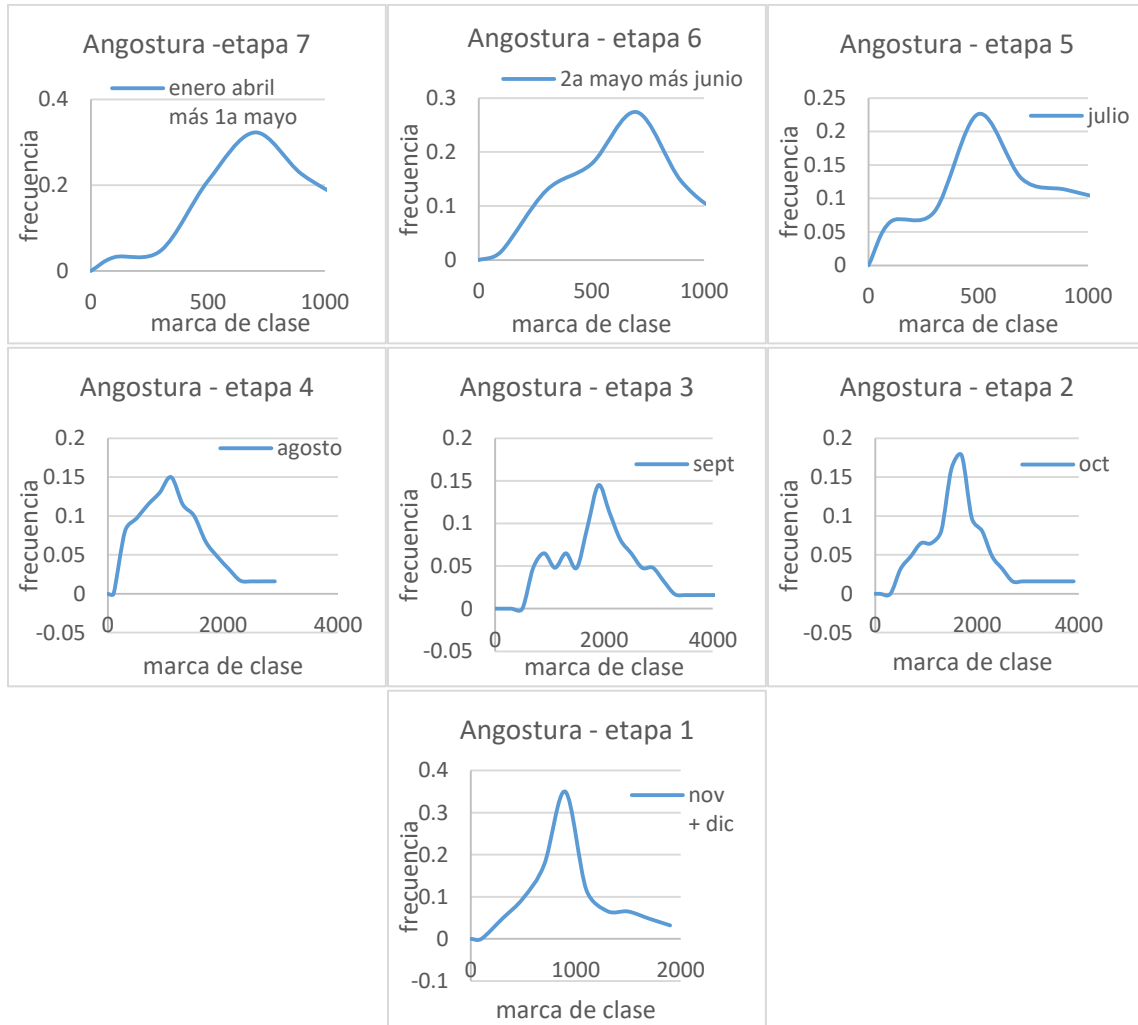 Angostura -etapa 7
enero abril
más 1a mayo
0.4
0.2
0
frecuencia
0
500
1000
marca de clase
Angostura - etapa 6
2a mayo más junio
0.3
0.2
0.1
0
frecuencia
0
500
1000
marca de clase
Angostura - etapa 5
julio
0.25
0.2
0.15
0.1
0.05
0
frecuencia
0
500
1000
marca de clase
Angostura - etapa 4
agosto
0.2
0.15
0.1
0.05
0
-0.05
frecuencia
0
2000
4000
marca de clase
Angostura - etapa 3
sept
0.2
0.15
0.1
0.05
0
-0.05
frecuencia
0
2000
4000
marca de clase
Angostura - etapa 2
oct
0.2
0.15
0.1
0.05
0
-0.05
frecuencia
0
2000
4000
marca de clase
Angostura - etapa 1
nov
+ dic
0.4
0.3
0.2
0.1
0
-0.1
frecuencia
0
1000
2000
marca de clase